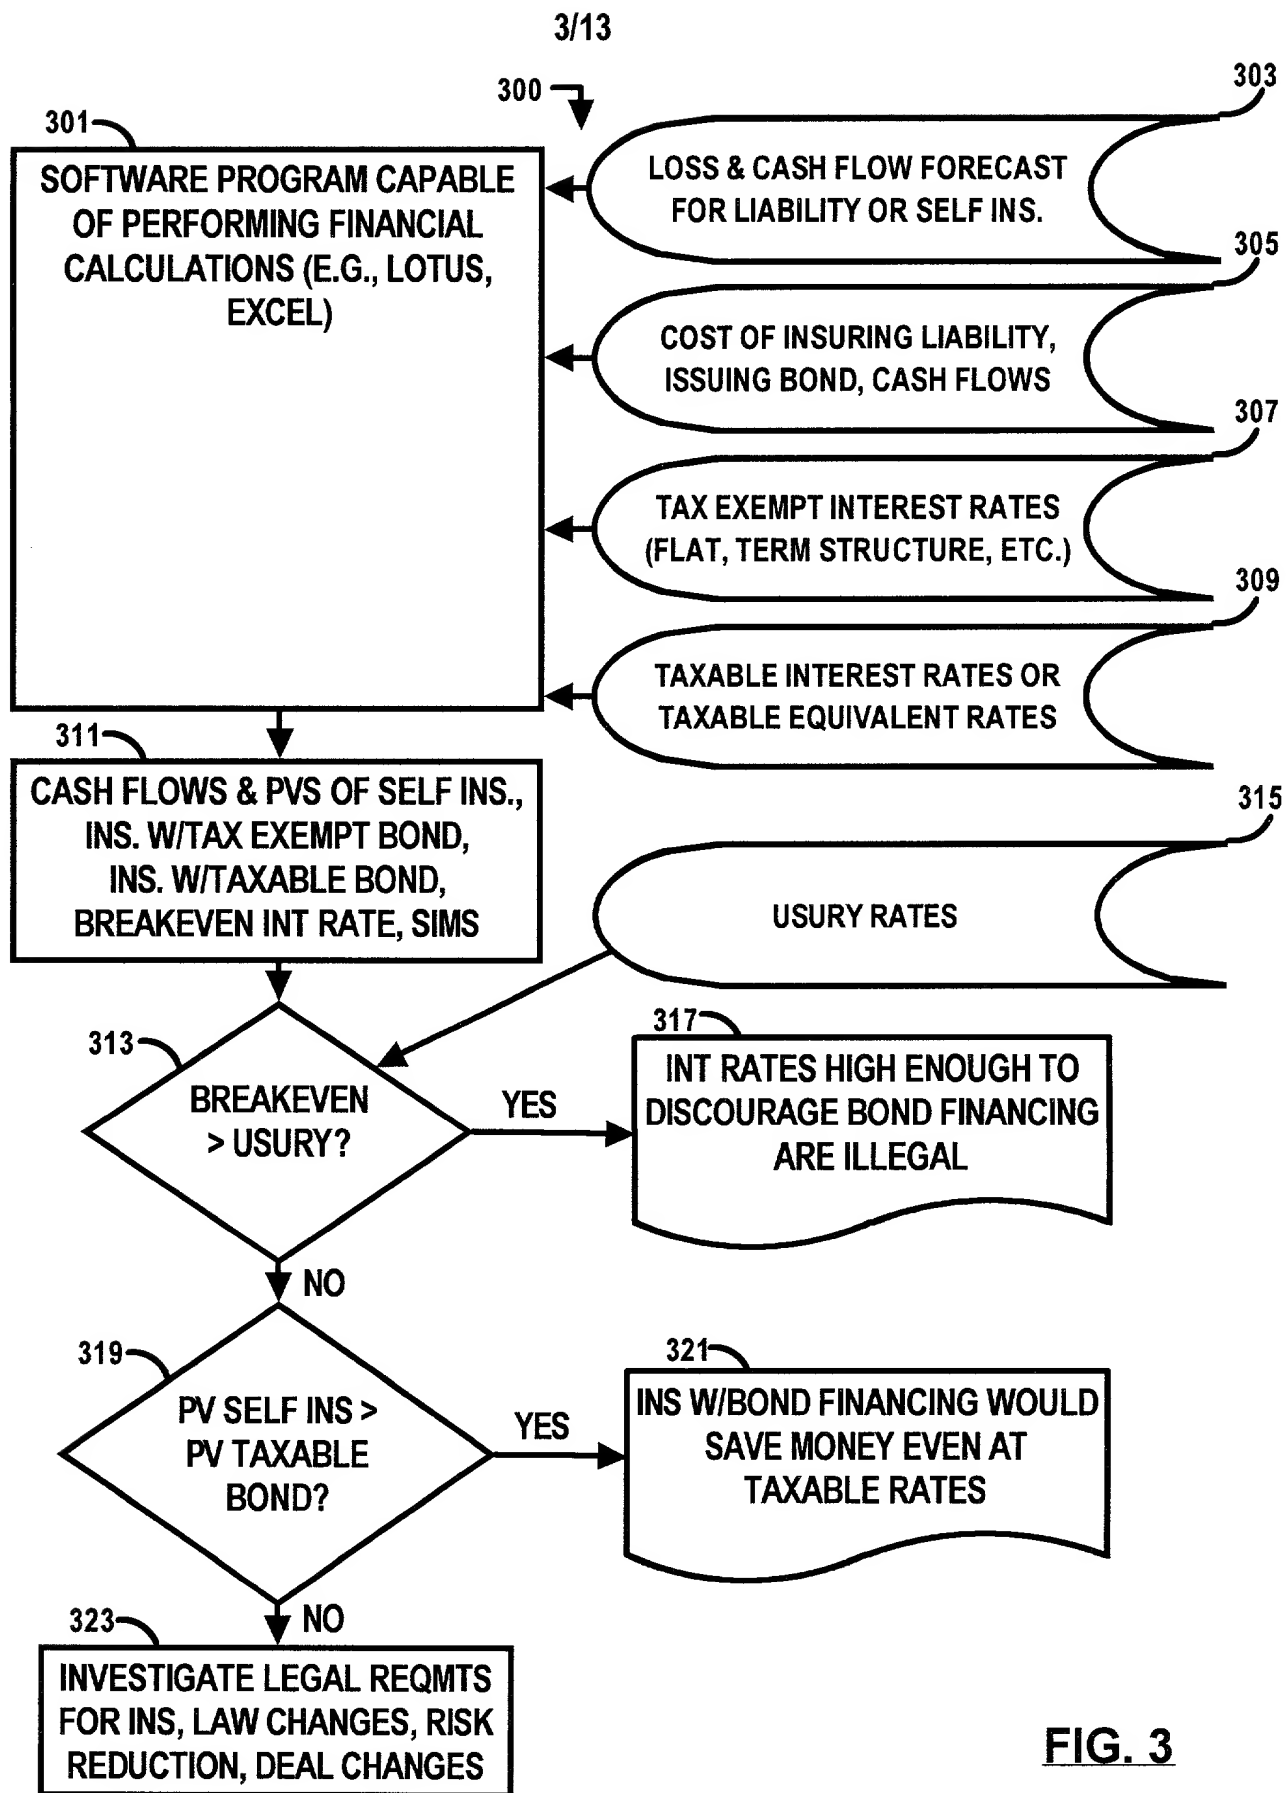 3/13
300
303
301
SOFTWARE PROGRAM CAPABLE
OF PERFORMING FINANCIAL
CALCULATIONS (E.G., LOTUS,
EXCEL)
LOSS & CASH FLOW FORECAST
FOR LIABILITY OR SELF INS.
305
COST OF INSURING LIABILITY,
ISSUING BOND, CASH FLOWS
307
TAX EXEMPT INTEREST RATES
(FLAT, TERM STRUCTURE, ETC.)
309
TAXABLE INTEREST RATES OR
TAXABLE EQUIVALENT RATES
311
CASH FLOWS & PVS OF SELF INS.,
INS. W/TAX EXEMPT BOND,
INS. W/TAXABLE BOND,
BREAKEVEN INT RATE, SIMS
315
USURY RATES
313
BREAKEVEN
> USURY?
YES
317
INT RATES HIGH ENOUGH TO
DISCOURAGE BOND FINANCING
ARE ILLEGAL
NO
319
PV SELF INS >
PV TAXABLE
BOND?
YES
321
INS W/BOND FINANCING WOULD
SAVE MONEY EVEN AT
TAXABLE RATES
NO
323
INVESTIGATE LEGAL REQMTS
FOR INS, LAW CHANGES, RISK
REDUCTION, DEAL CHANGES
FIG. 3